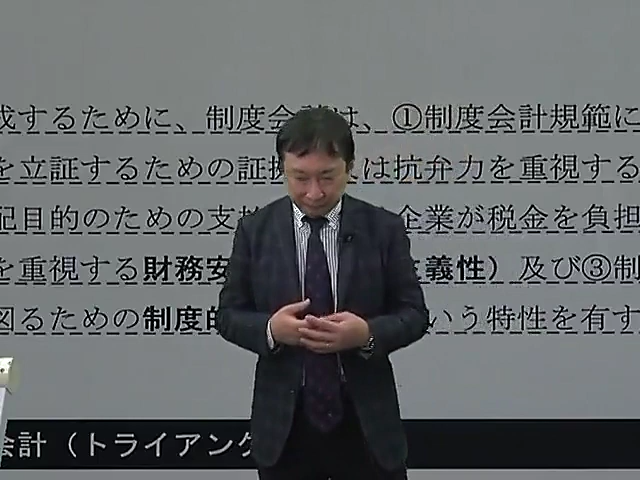 成するために、制度会計は、①制度会計規範に
を立証するための証拠 は抗弁力を重視する
配目的のための支払 企業が税金を負担
を重視する財務安 主義性）及び③制
図るための制度的 いう特性を有す
会計（トライアング